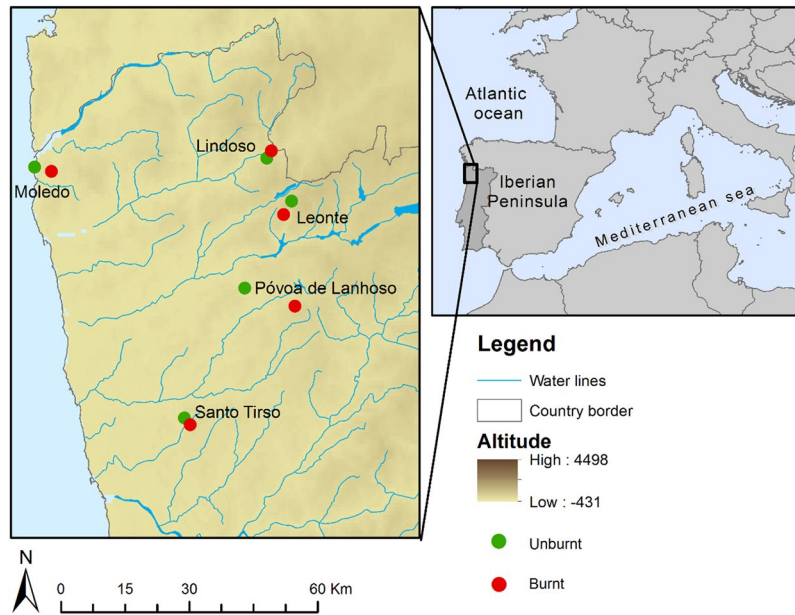 Lindoso
Moledo
Leonte
Póvoa de Lanhoso
Santo Tirso
Atlantic
ocean
Iberian
Peninsula
Mediterranean sea
Legend
Water lines
Country border
Altitude
High : 4498
Low : -431
Unburnt
Burnt
N
0 15 30 60 Km